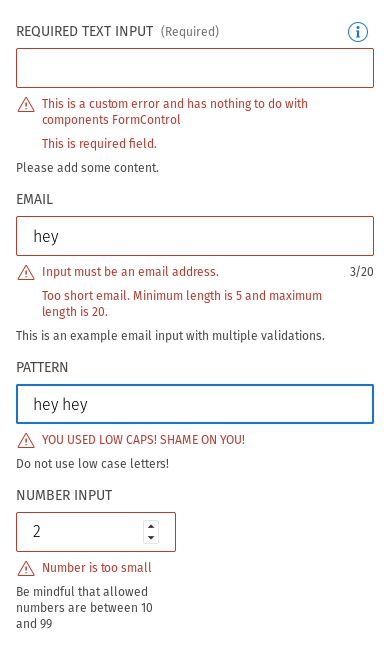 REQUIRED TEXT INPUT (Required)
This is a custom error and has nothing to do with
components FormControl
This is required field.
Please add some content.
EMAIL
hey
Input must be an email address. 3/20
Too short email. Minimum length is 5 and maximum
length is 20.
This is an example email input with multiple validations.
PATTERN
hey hey
YOU USED LOW CAPS! SHAME ON YOU!
Do not use low case letters!
NUMBER INPUT
2
Number is too small
Be mindful that allowed
numbers are between 10
and 99